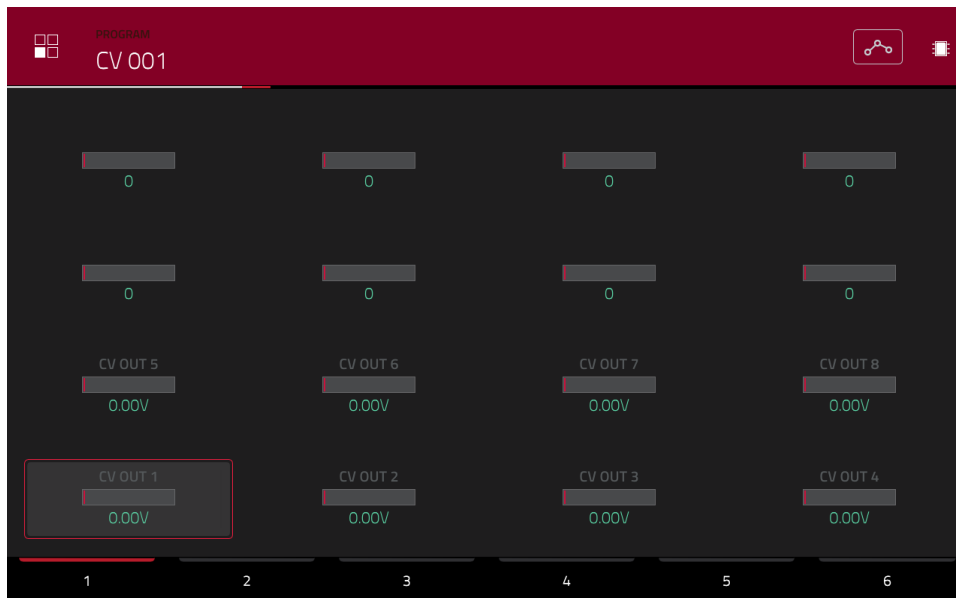 PROGRAM
CV 001
0 0 0 0
0 0 0 0
CV OUT 5 CV OUT 6 CV OUT 7 CV OUT 8
0.00V 0.00V 0.00V 0.00V
CV OUT 1 CV OUT 2 CV OUT 3 CV OUT 4
0.00V 0.00V 0.00V 0.00V
1 2 3 4 5 6